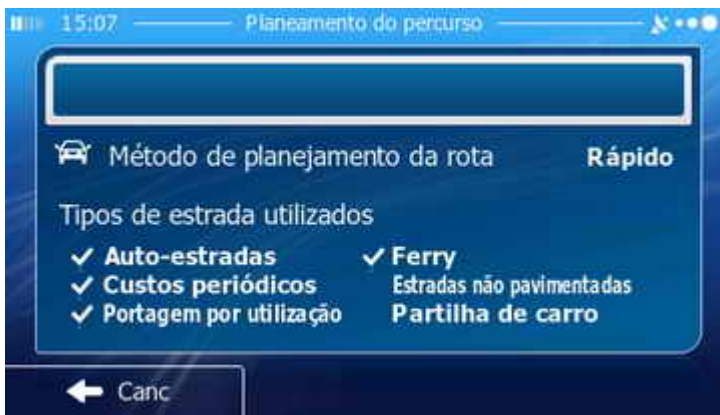 15:07 Planeamento do percurso
Método de planejamento da rota Rápido
Tipos de estrada utilizados
Auto-estradas Ferry
Custos periódicos Estradas não pavimentadas
Portagem por utilização Partilha de carro
Canc